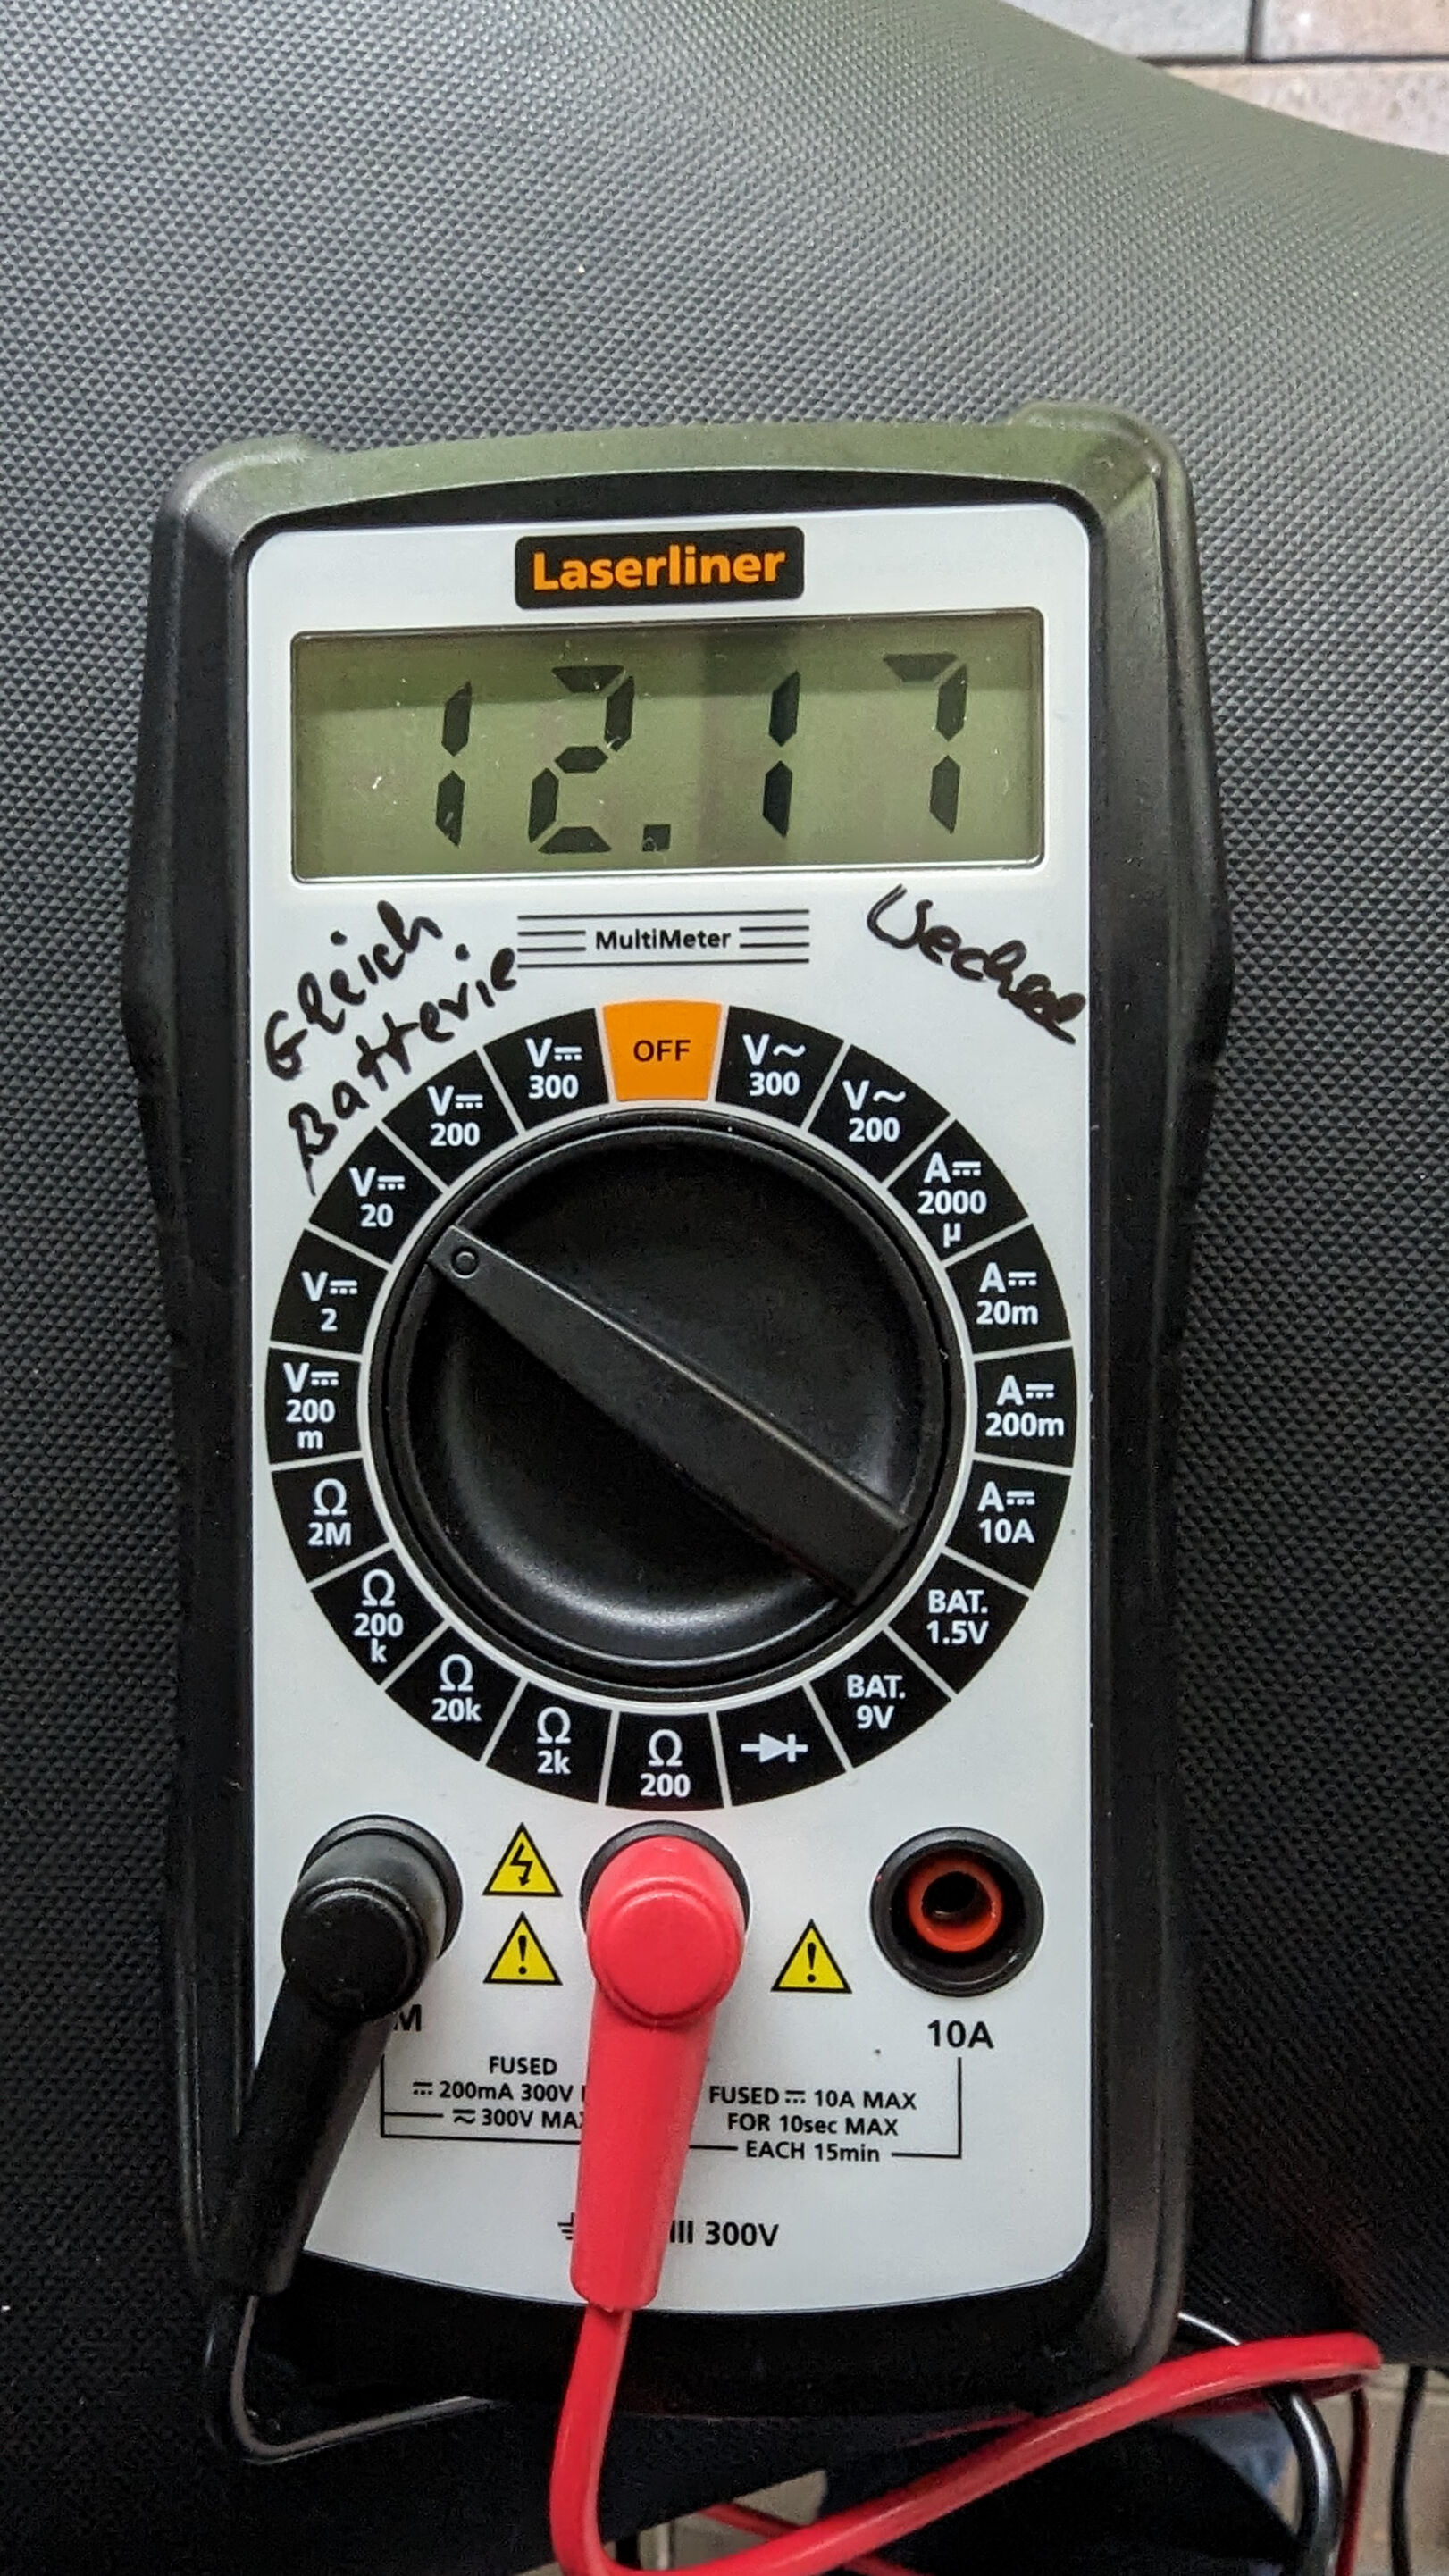 Laserliner
12.17
Gleich
Batterie
MultiMeter
Wechsel
OFF
V~
300
V~
200
A⎓
2000
µ
A⎓
20m
A⎓
200m
A⎓
10A
BAT.
1.5V
BAT.
9V
Ω
200
Ω
2k
Ω
20k
Ω
200
k
Ω
2M
V⎓
200
m
V⎓
2
V⎓
20
V⎓
200
V⎓
300
M
10A
FUSED
⎓ 200mA 300V
≂ 300V MAX
FUSED ⎓ 10A MAX
FOR 10sec MAX
EACH 15min
III 300V